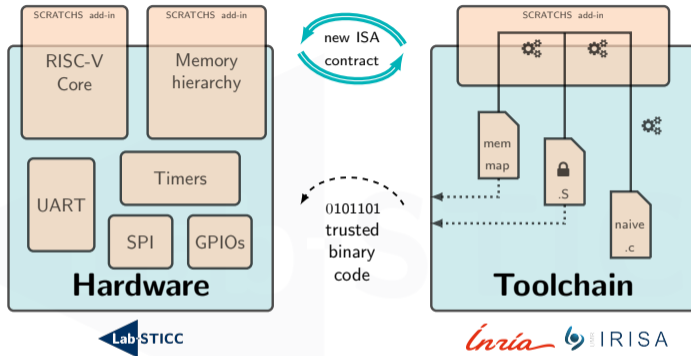 SCRATCHS add-in
SCRATCHS add-in
SCRATCHS add-in
RISC-V
Core
Memory
hierarchy
new ISA
contract
UART
Timers
SPI
GPIOs
Hardware
0101101
trusted
binary
code
mem
map
.S
naive
.c
Toolchain
Lab-STICC
Inria
IRISA